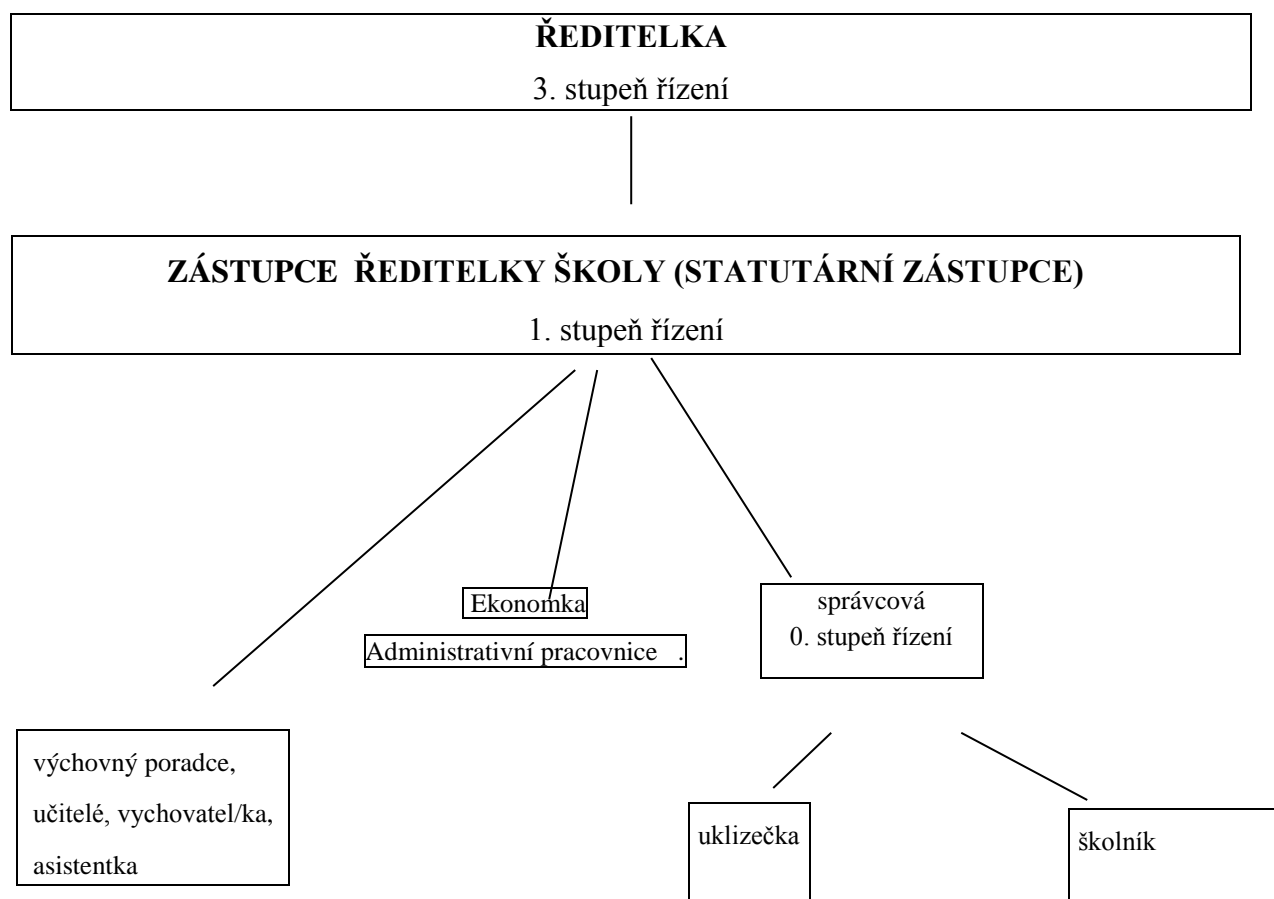 ŘEDITELKA
3. stupeň řízení
ZÁSTUPCE ŘEDITELKY ŠKOLY (STATUTÁRNÍ ZÁSTUPCE)
1. stupeň řízení
Ekonomka
Administrativní pracovnice .
správcová
0. stupeň řízení
výchovný poradce,
učitelé, vychovatel/ka,
asistentka
uklizečka
školník